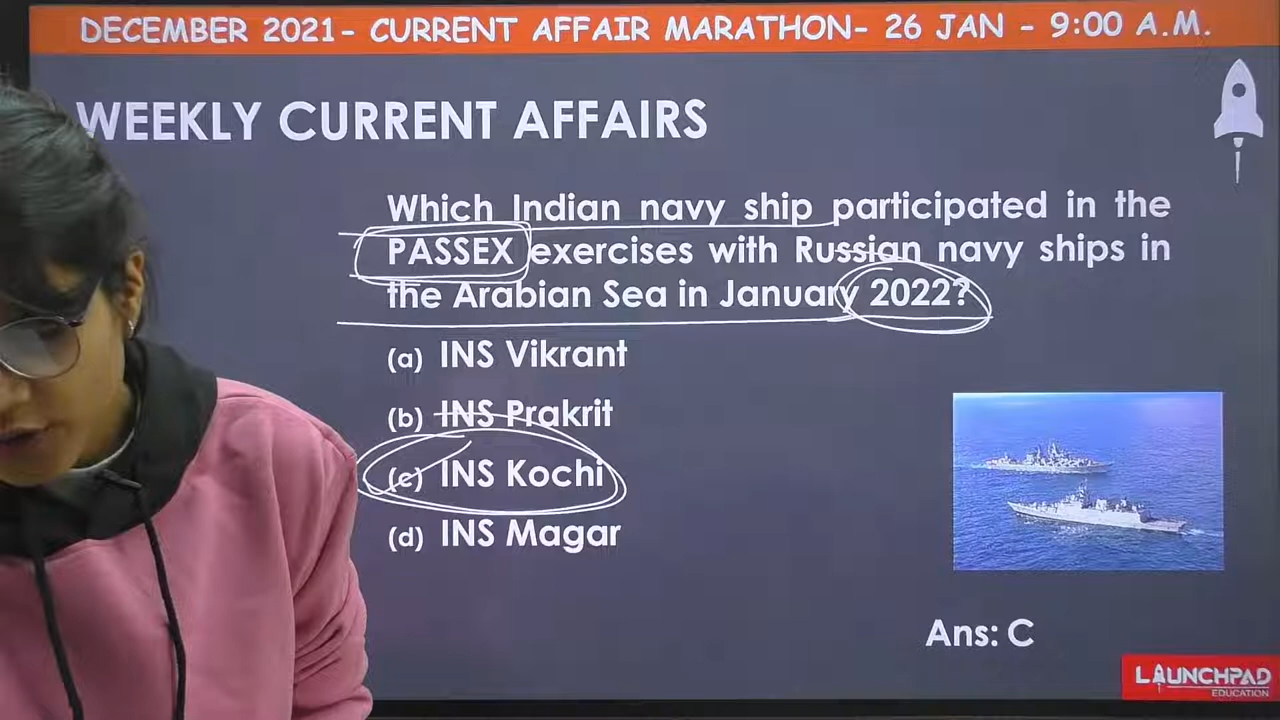 DECEMBER 2021- CURRENT AFFAIR MARATHON- 26 JAN - 9:00 A.M.
WEEKLY CURRENT AFFAIRS
Which Indian navy ship participated in the
PASSEX exercises with Russian navy ships in
the Arabian Sea in January 2022?
(a) INS Vikrant
(b) INS Prakrit
(c) INS Kochi
(d) INS Magar
Ans: C
LAUNCHPAD
EDUCATION